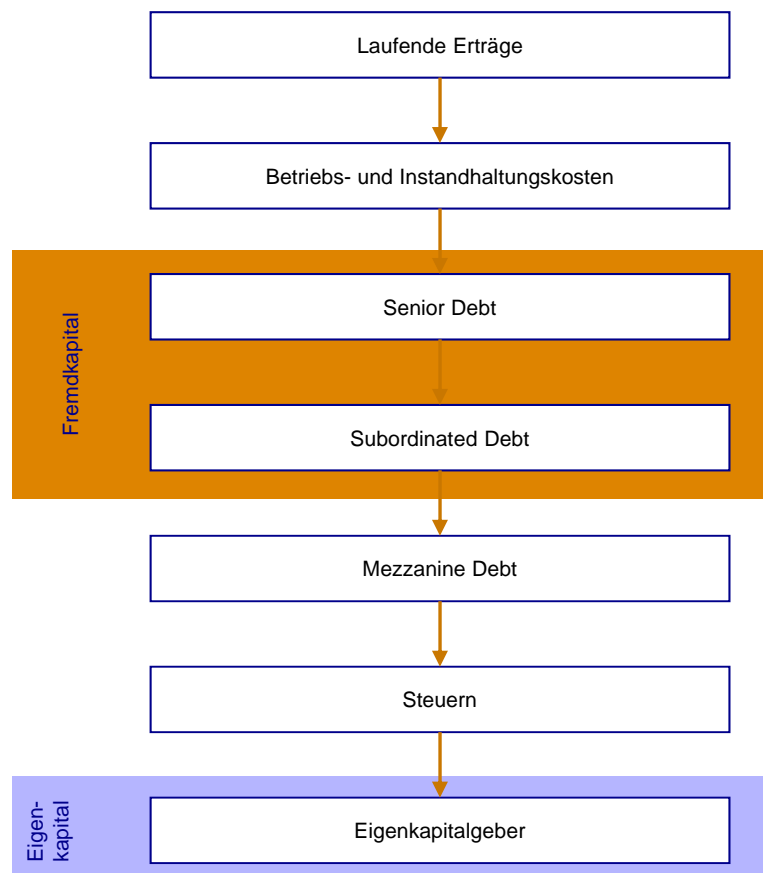 Laufende Erträge
Betriebs- und Instandhaltungskosten
Fremdkapital
Senior Debt
Subordinated Debt
Mezzanine Debt
Steuern
Eigen-
kapital
Eigenkapitalgeber